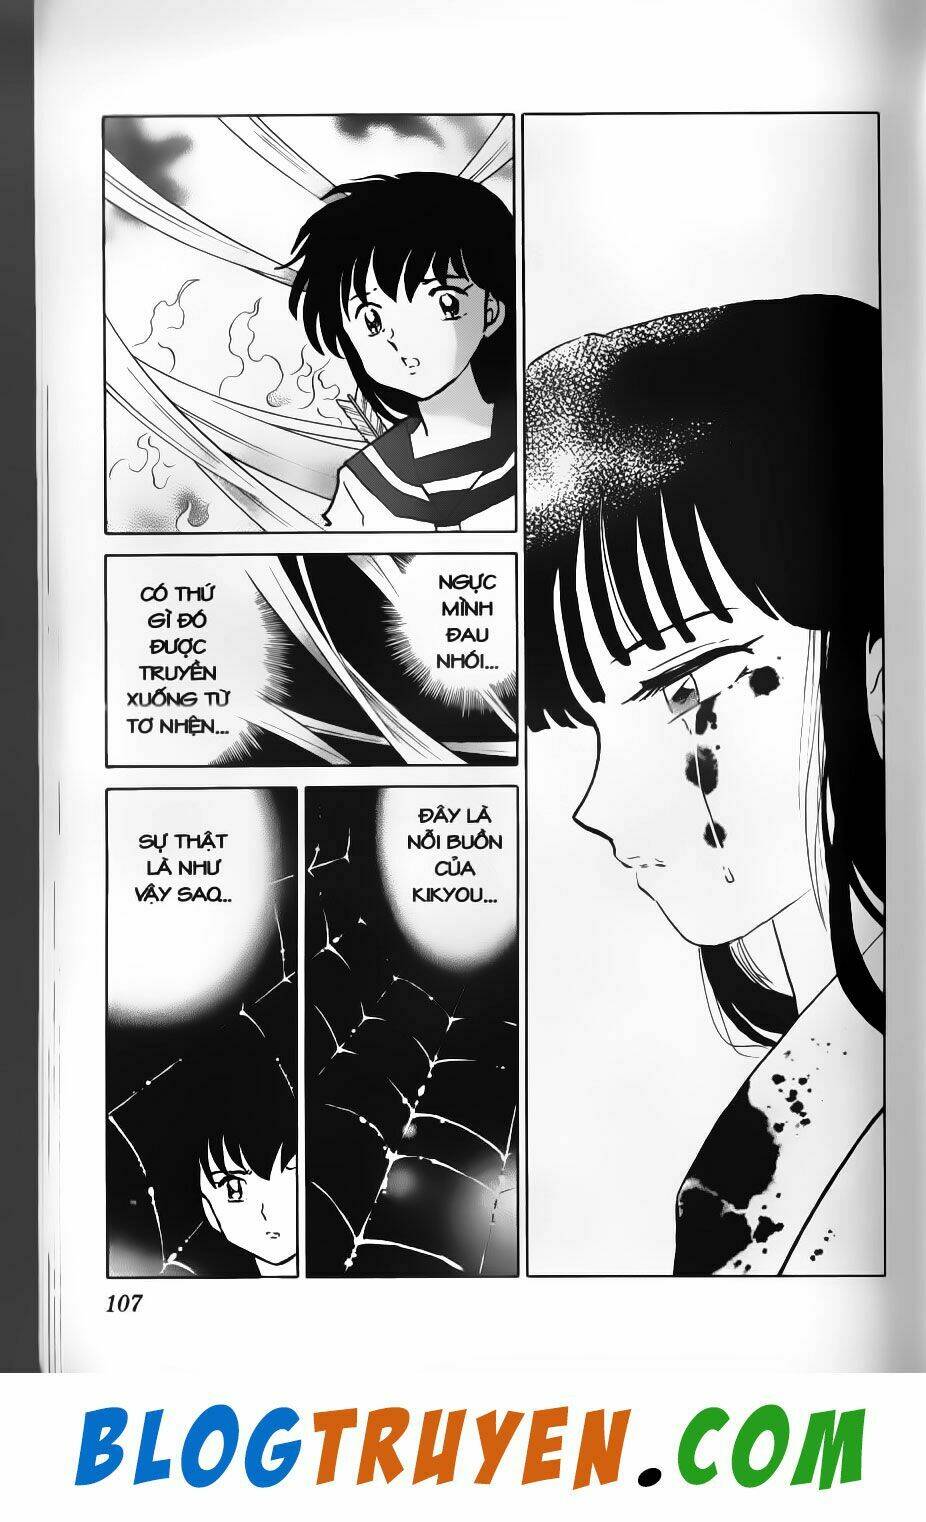 NGỰC
MÌNH
ĐAU
NHÓI...
CÓ THỨ
GÌ ĐÓ
ĐƯỢC
TRUYỀN
XUỐNG TỪ
TƠ NHỆN...
ĐÂY LÀ
NỖI BUỒN
CỦA
KIKYOU...
SỰ THẬT
LÀ NHƯ
VẬY SAO...
107
BLOGTRUYEN.COM